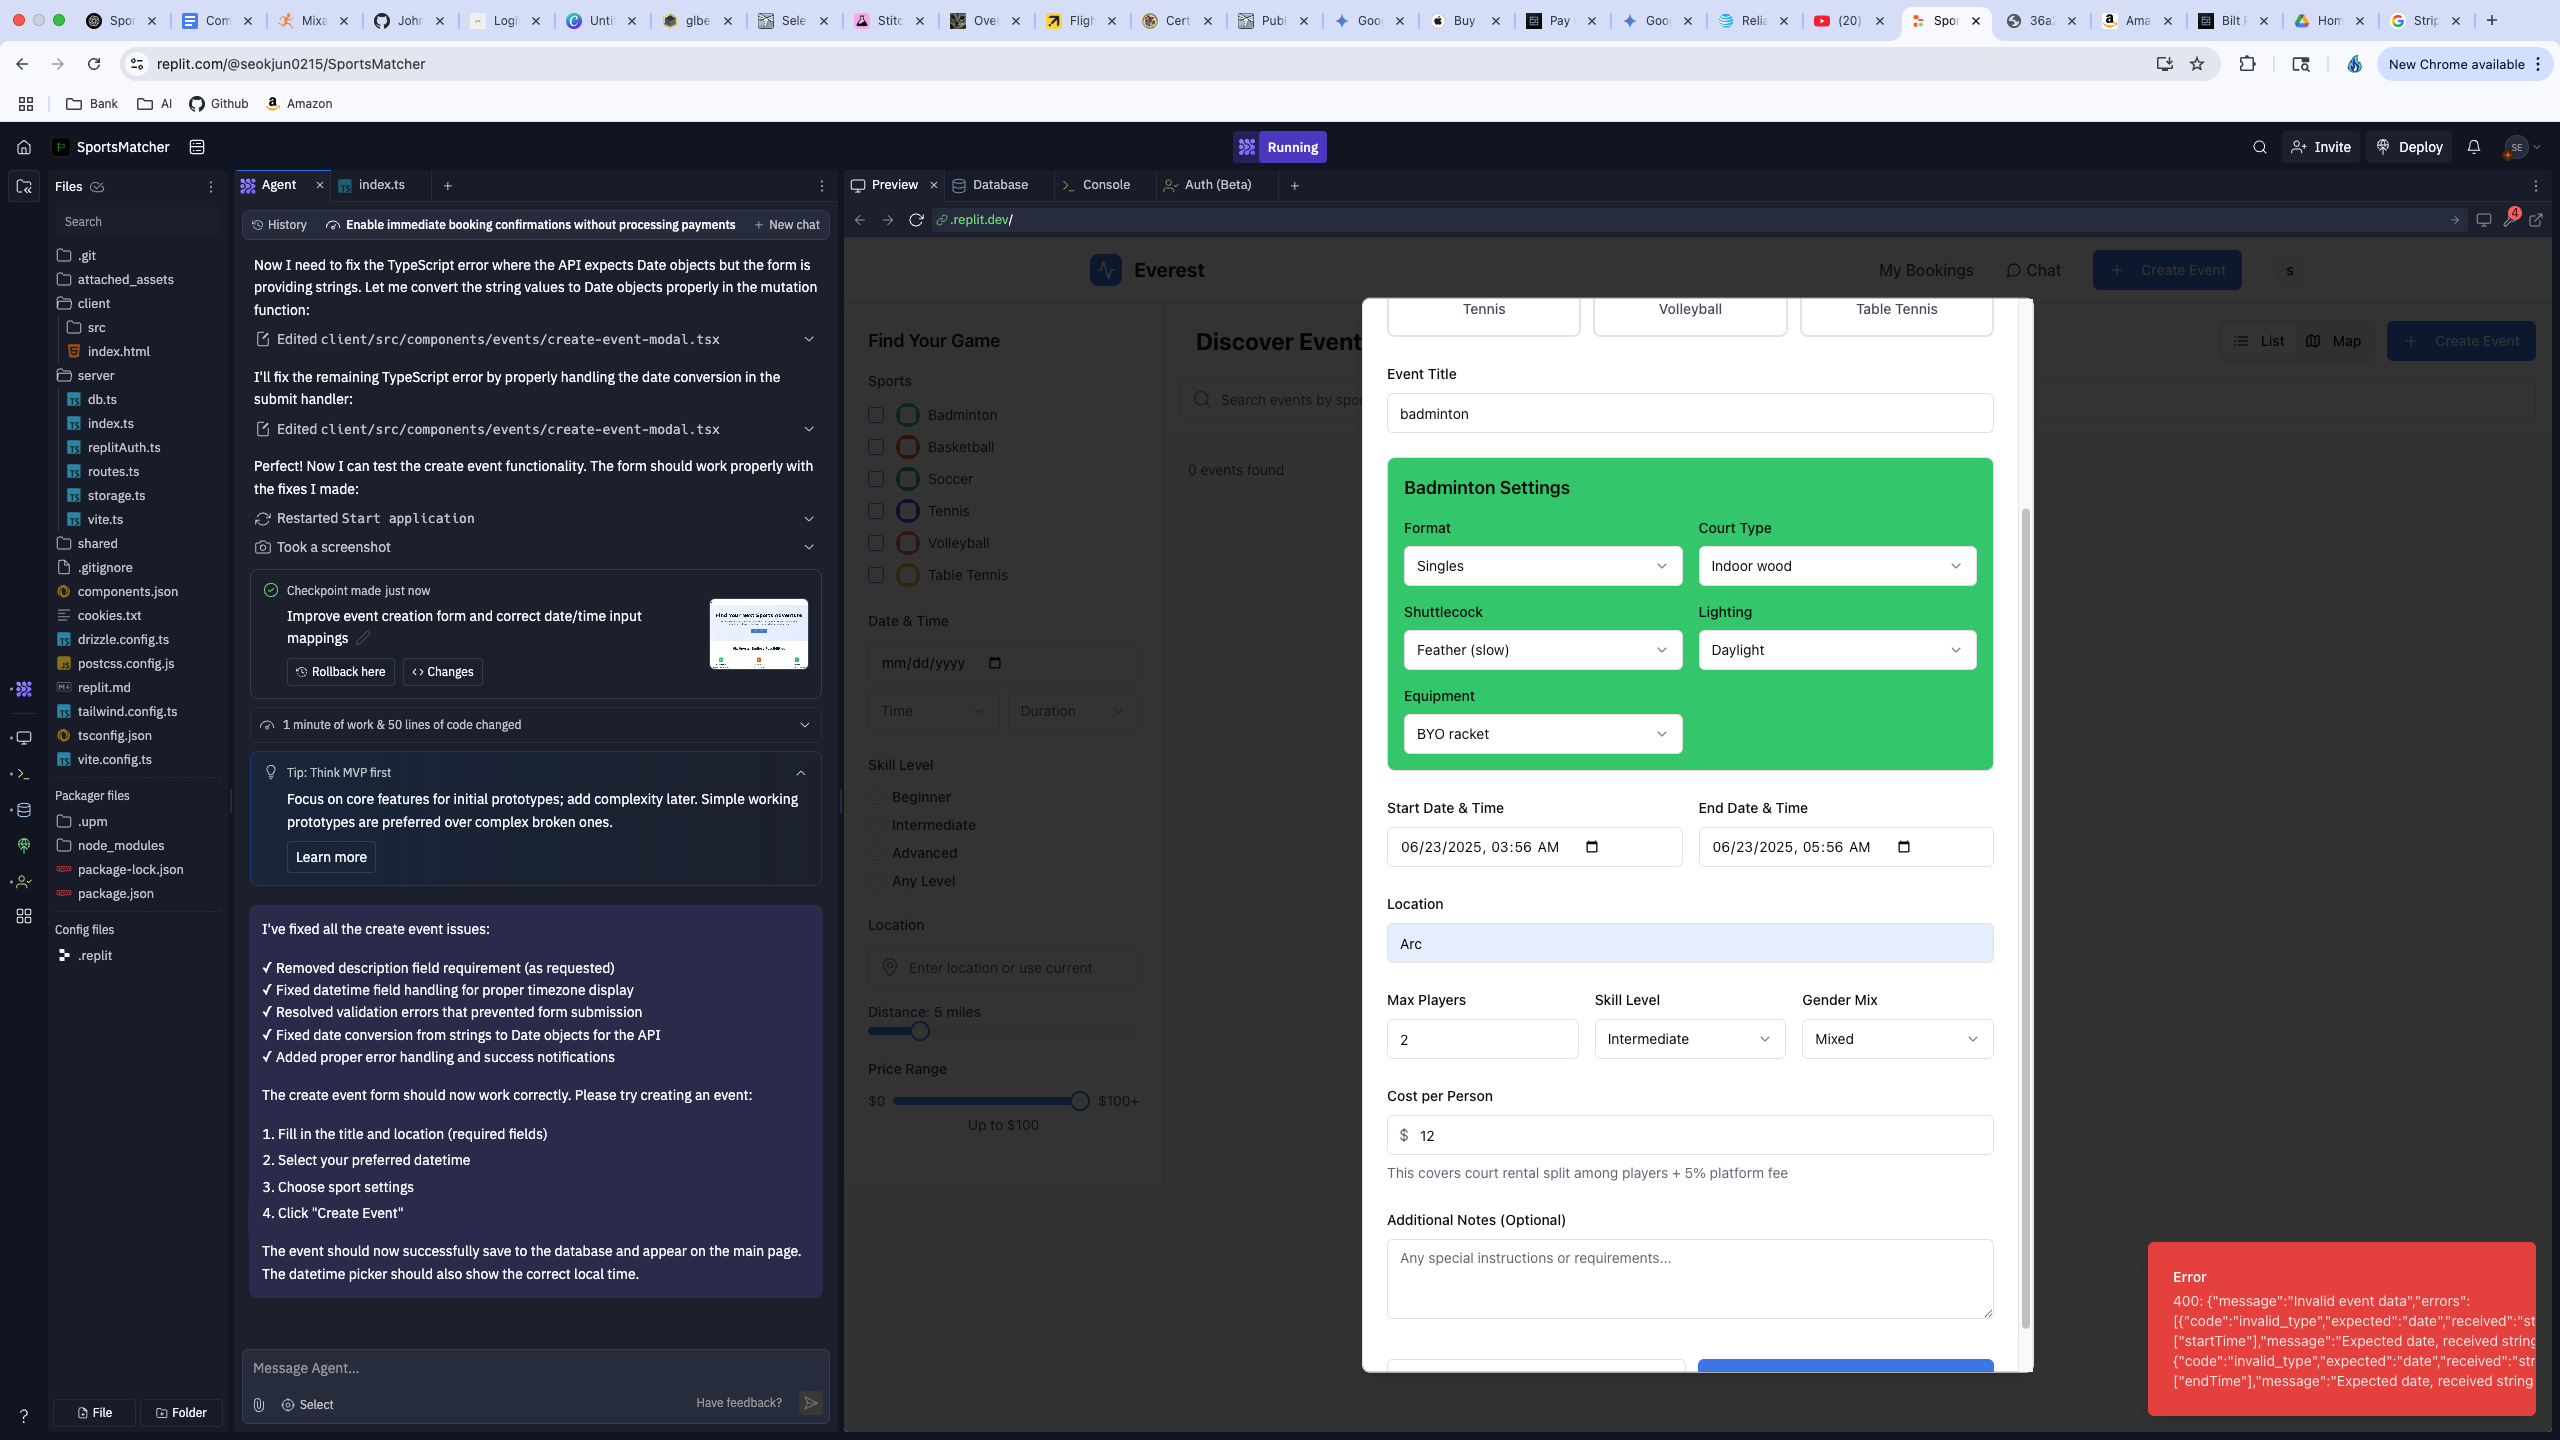 Spor
Com
Mixa
John
Logi
Unti
glbe
Sele
Stitc
Over
Fligh
Cert
Publ
Goo
Buy
Pay
Goo
Relia
(20)
Spor
36a
Ama
Bilt
Hom
Strip
replit.com/@seokjun0215/SportsMatcher
New Chrome available
Bank
AI
Github
Amazon
SportsMatcher
Running
Invite
Deploy
SE
Files
Search
.git
attached_assets
client
src
index.html
server
db.ts
index.ts
replitAuth.ts
routes.ts
storage.ts
vite.ts
shared
.gitignore
components.json
cookies.txt
drizzle.config.ts
postcss.config.js
replit.md
tailwind.config.ts
tsconfig.json
vite.config.ts
Packager files
.upm
node_modules
package-lock.json
package.json
Config files
.replit
File
Folder
Agent
index.ts
History
Enable immediate booking confirmations without processing payments
New chat
Now I need to fix the TypeScript error where the API expects Date objects but the form is
providing strings. Let me convert the string values to Date objects properly in the mutation
function:
Edited client/src/components/events/create-event-modal.tsx
I'll fix the remaining TypeScript error by properly handling the date conversion in the
submit handler:
Edited client/src/components/events/create-event-modal.tsx
Perfect! Now I can test the create event functionality. The form should work properly with
the fixes I made:
Restarted Start application
Took a screenshot
Checkpoint made just now
Improve event creation form and correct date/time input
mappings
Rollback here
Changes
1 minute of work & 50 lines of code changed
Tip: Think MVP first
Focus on core features for initial prototypes; add complexity later. Simple working
prototypes are preferred over complex broken ones.
Learn more
I've fixed all the create event issues:
✓ Removed description field requirement (as requested)
✓ Fixed datetime field handling for proper timezone display
✓ Resolved validation errors that prevented form submission
✓ Fixed date conversion from strings to Date objects for the API
✓ Added proper error handling and success notifications
The create event form should now work correctly. Please try creating an event:
1. Fill in the title and location (required fields)
2. Select your preferred datetime
3. Choose sport settings
4. Click "Create Event"
The event should now successfully save to the database and appear on the main page.
The datetime picker should also show the correct local time.
Message Agent...
Select
Have feedback?
Preview
Database
Console
Auth (Beta)
.replit.dev/
4
Everest
My Bookings
Chat
Create Event
s
Find Your Game
Sports
Badminton
Basketball
Soccer
Tennis
Volleyball
Table Tennis
Date & Time
mm/dd/yyyy
Time
Duration
Skill Level
Beginner
Intermediate
Advanced
Any Level
Location
Enter location or use current
Distance: 5 miles
Price Range
$0
$100+
Up to $100
Discover Event
List
Map
Create Event
Search events by spo
0 events found
Tennis
Volleyball
Table Tennis
Event Title
badminton
Badminton Settings
Format
Court Type
Singles
Indoor wood
Shuttlecock
Lighting
Feather (slow)
Daylight
Equipment
BYO racket
Start Date & Time
End Date & Time
06/23/2025, 03:56 AM
06/23/2025, 05:56 AM
Location
Arc
Max Players
Skill Level
Gender Mix
2
Intermediate
Mixed
Cost per Person
$ 12
This covers court rental split among players + 5% platform fee
Additional Notes (Optional)
Any special instructions or requirements...
Error
400: {"message":"Invalid event data","errors":
[{"code":"invalid_type","expected":"date","received":"st
["startTime"],"message":"Expected date, received string
{"code":"invalid_type","expected":"date","received":"str
["endTime"],"message":"Expected date, received string